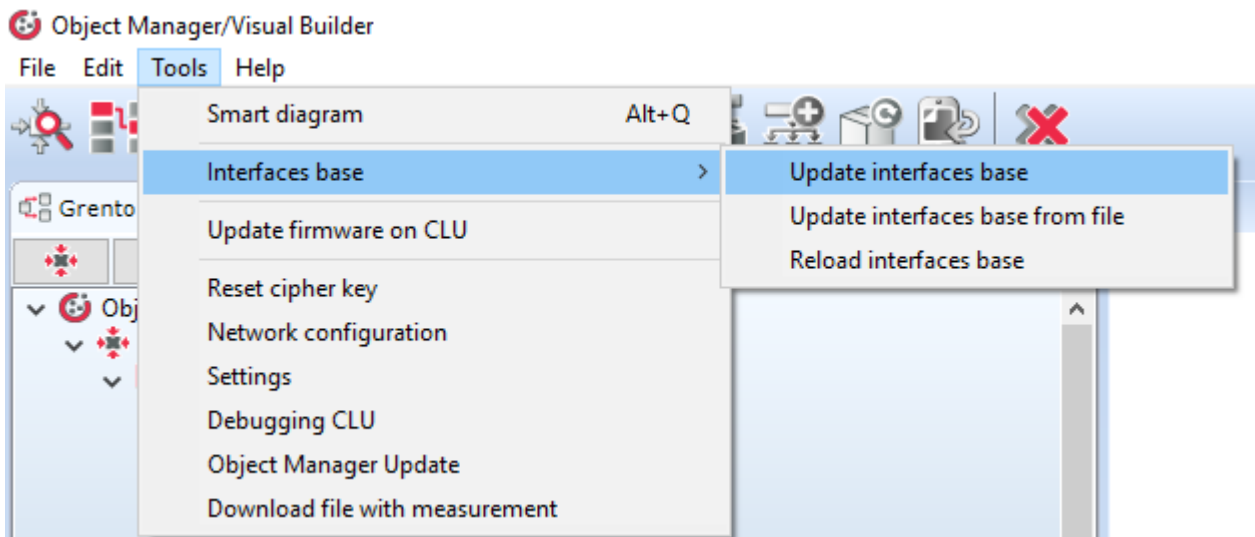 Object Manager/Visual Builder
File Edit Tools Help
Smart diagram Alt+Q
Interfaces base >
Update interfaces base
Update interfaces base from file
Reload interfaces base
Update firmware on CLU
Reset cipher key
Network configuration
Settings
Debugging CLU
Object Manager Update
Download file with measurement
Grento
Obj